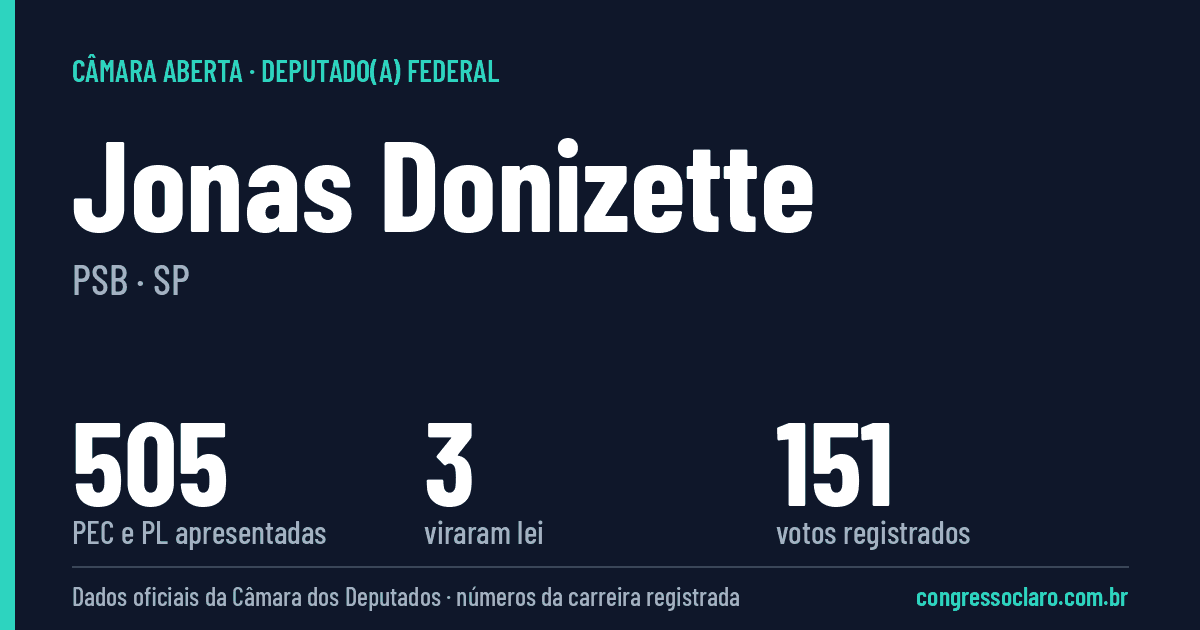 CÂMARA ABERTA · DEPUTADO(A) FEDERAL
Jonas Donizette
PSB · SP
505 3 151
PEC e PL apresentadas viraram lei votos registrados
Dados oficiais da Câmara dos Deputados · números da carreira registrada congressoclaro.com.br